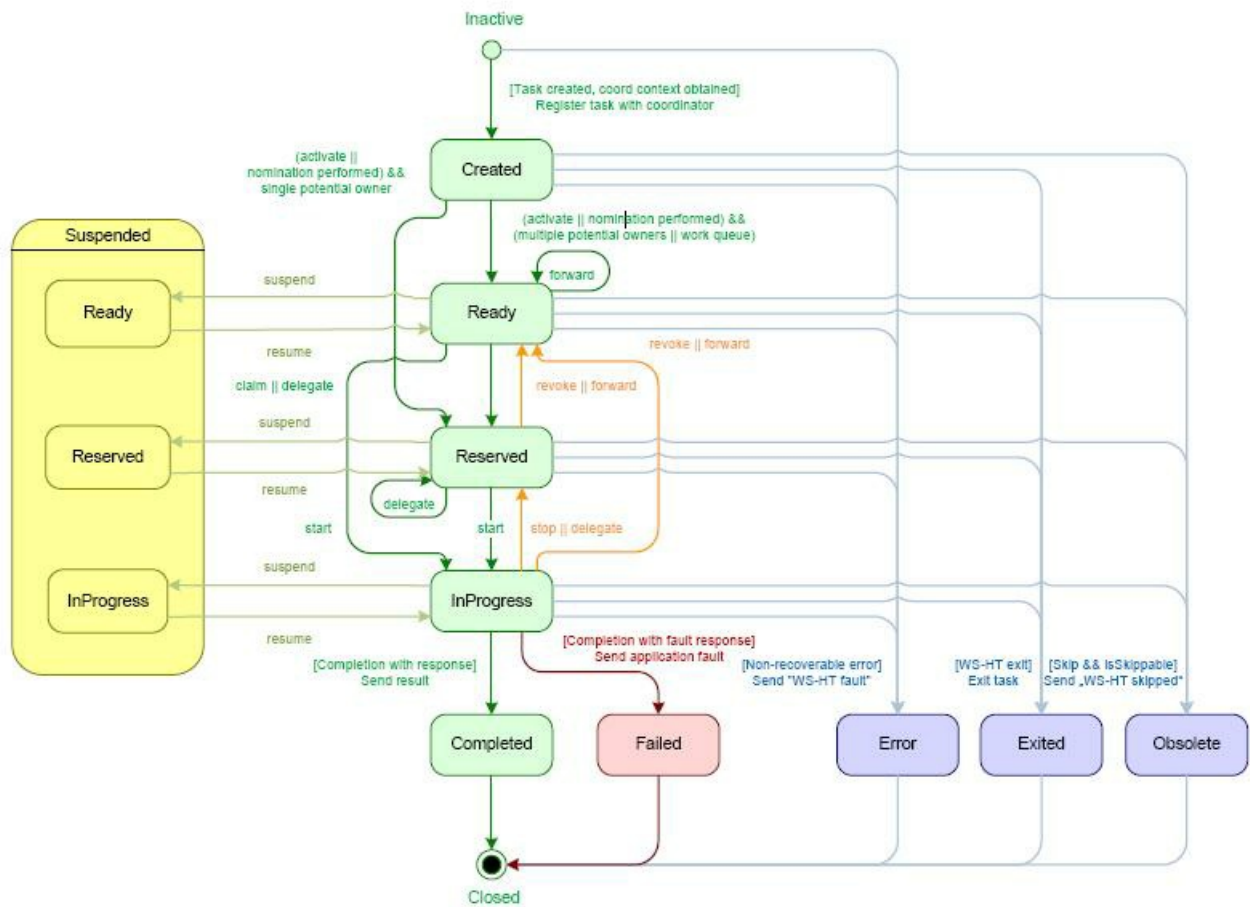 Inactive
[Task created, coord context obtained]
Register task with coordinator
(activate ||
nomination performed) &&
single potential owner
Created
(activate || nomination performed) &&
(multiple potential owners || work queue)
Suspended
forward
suspend
Ready
Ready
resume
revoke || forward
claim || delegate
revoke || forward
suspend
Reserved
Reserved
resume
delegate
start
start
stop || delegate
suspend
InProgress
InProgress
resume
[Completion with response]
Send result
[Completion with fault response]
Send application fault
[Non-recoverable error]
Send "WS-HT fault"
[WS-HT exit]
Exit task
[Skip && isSkippable]
Send „WS-HT skipped“
Completed
Failed
Error
Exited
Obsolete
Closed